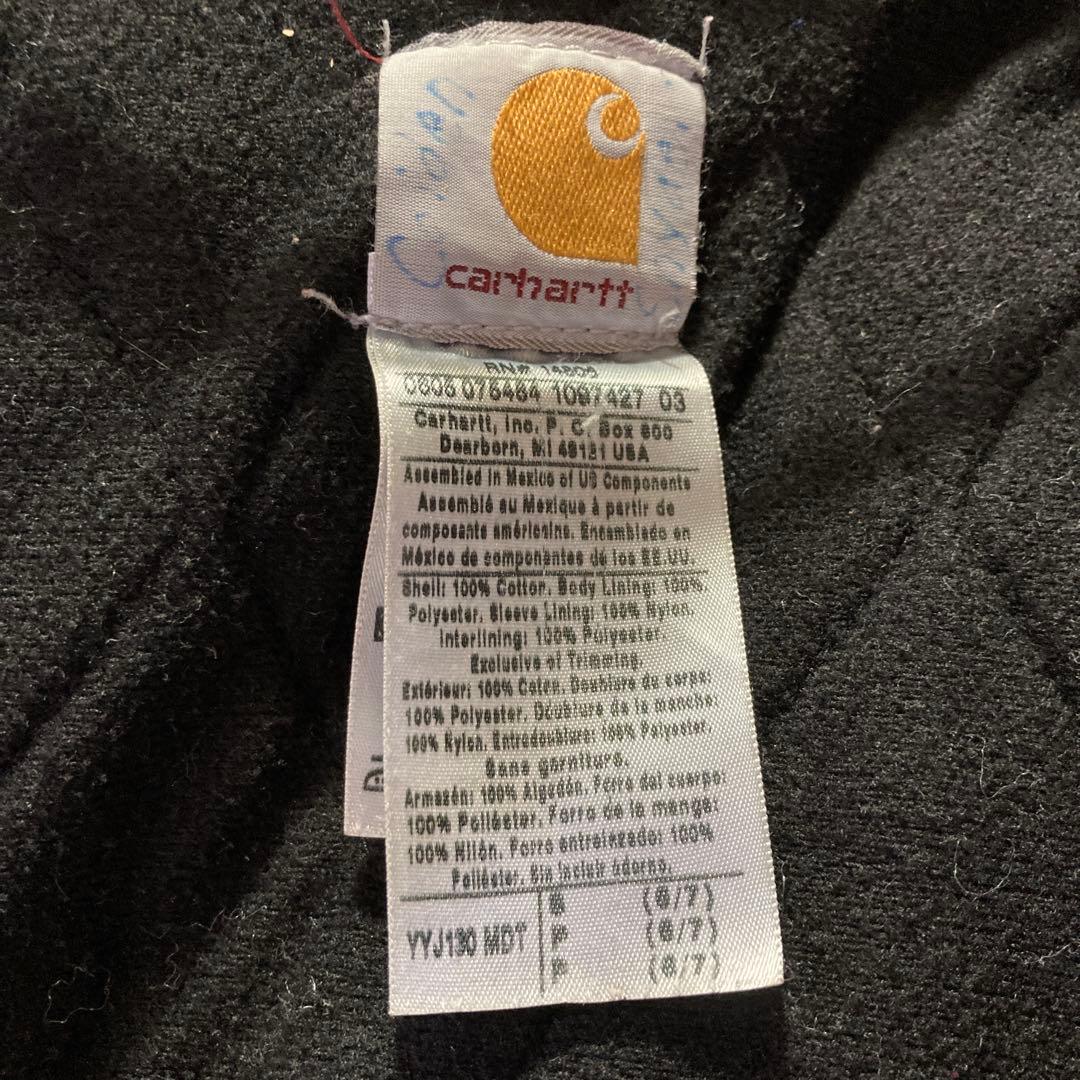 carhartt
RN# 14806
0606 075484 1097427 03
Carhartt, Inc. P. O. Box 600
Dearborn, MI 48121 USA
Assembled in Mexico of US Components
Assemblé au Mexique à partir de
composants américains. Ensamblado en
México de componentes de los EE.UU.
Shell: 100% Cotton. Body Lining: 100%
Polyester. Sleeve Lining: 100% Nylon.
Interlining: 100% Polyester.
Exclusive of Trimming.
Extérieur: 100% Coton. Doublure du corps:
100% Polyester. Doublure de la manche:
100% Nylon. Entredoublure: 100% Polyester.
Sans garniture.
Armazón: 100% Algodón. Forro del cuerpo:
100% Poliéster. Forro de la manga:
100% Nilón. Forro entrelazado: 100%
Poliéster. Sin incluir adorno.
YYJ130 MDT
S (6/7)
P (6/7)
P (6/7)